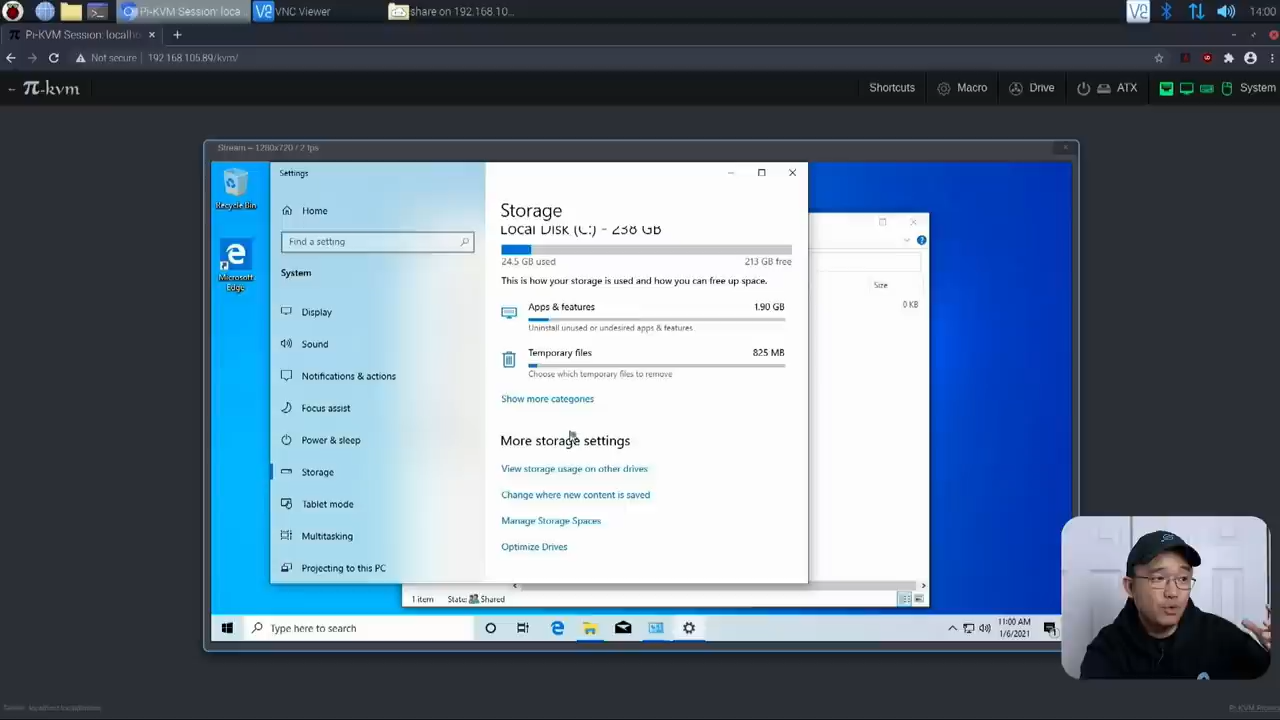 Pi-KVM Session: loca
VNC Viewer
share on 192.168.10...
14:00
Pi-KVM Session: localh
Not secure
192.168.105.89/kvm/
← π-kvm
Shortcuts
Macro
Drive
ATX
System
Stream – 1280x720 / 2 fps
Recycle Bin
Microsoft Edge
Settings
Home
Find a setting
System
Display
Sound
Notifications & actions
Focus assist
Power & sleep
Storage
Tablet mode
Multitasking
Projecting to this PC
Storage
Local Disk (C:) - 238 GB
24.5 GB used
213 GB free
This is how your storage is used and how you can free up space.
Apps & features
1.90 GB
Uninstall unused or undesired apps & features
Temporary files
825 MB
Choose which temporary files to remove
Show more categories
More storage settings
View storage usage on other drives
Change where new content is saved
Manage Storage Spaces
Optimize Drives
Size
0 KB
1 item
State:
Shared
Type here to search
11:00 AM
1/6/2021